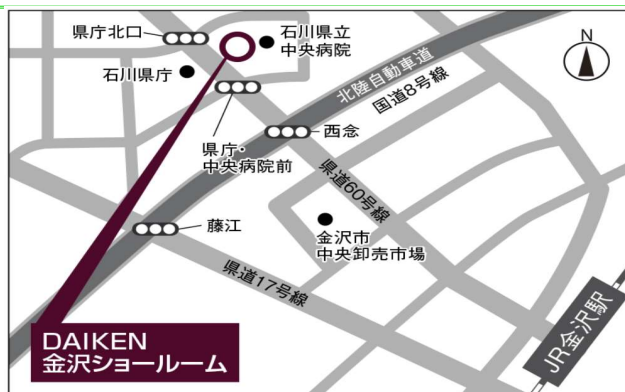 県庁北口
石川県立
中央病院
石川県庁
N
北陸自動車道
国道8号線
西念
県庁・
中央病院前
県道60号線
藤江
金沢市
中央卸売市場
県道17号線
JR金沢駅
DAIKEN
金沢ショールーム